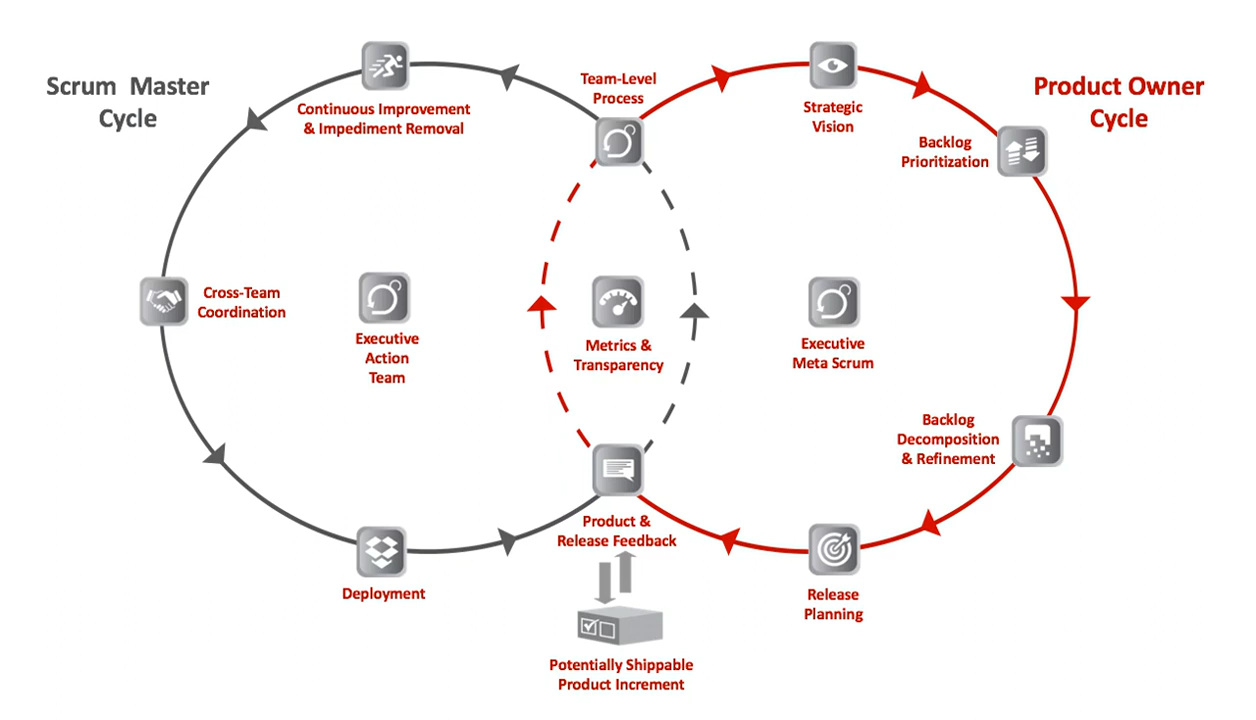 Scrum Master
Cycle
Continuous Improvement
& Impediment Removal
Team-Level
Process
Strategic
Vision
Product Owner
Cycle
Backlog
Prioritization
Cross-Team
Coordination
Executive
Action
Team
Metrics &
Transparency
Executive
Meta Scrum
Backlog
Decomposition
& Refinement
Product &
Release Feedback
Deployment
Release
Planning
Potentially Shippable
Product Increment